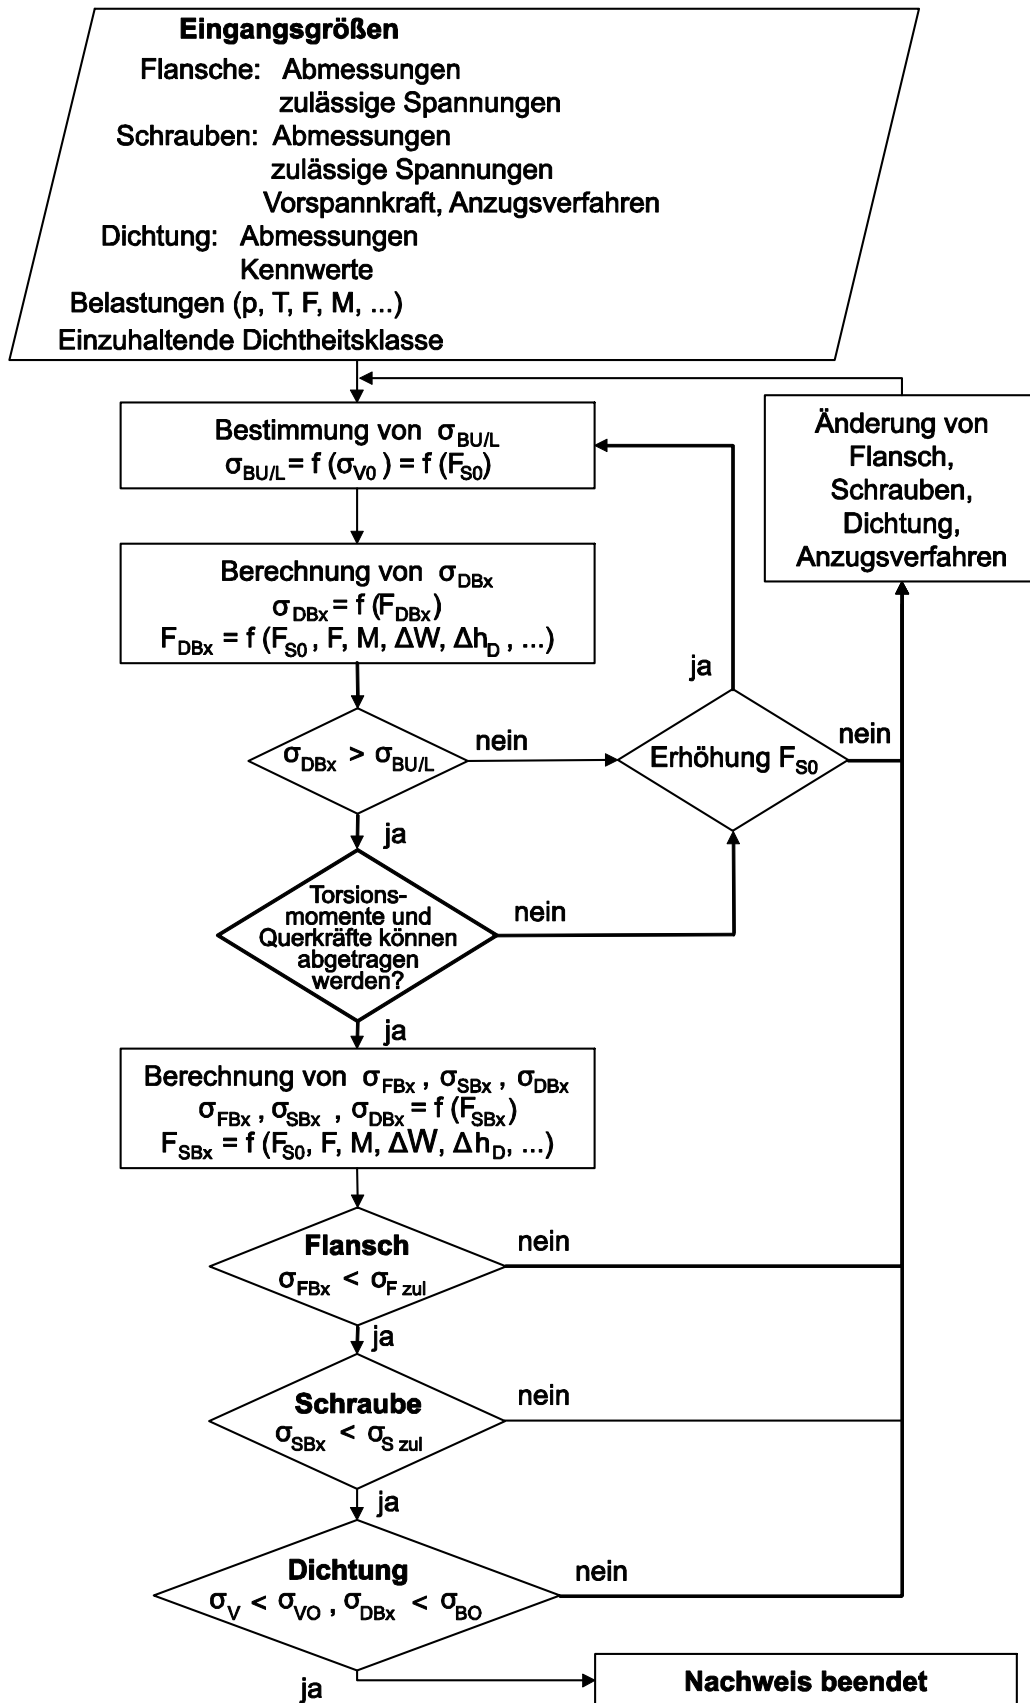 Eingangsgrößen
Flansche: Abmessungen
zulässige Spannungen
Schrauben: Abmessungen
zulässige Spannungen
Vorspannkraft, Anzugsverfahren
Dichtung: Abmessungen
Kennwerte
Belastungen (p, T, F, M, ...)
Einzuhaltende Dichtheitsklasse
Bestimmung von σBU/L
σBU/L = f (σV0) = f (FS0)
Änderung von
Flansch,
Schrauben,
Dichtung,
Anzugsverfahren
Berechnung von σDBx
σDBx = f (FDBx)
FDBx = f (FS0, F, M, ΔW, ΔhD, ...)
ja
σDBx > σBU/L
nein
Erhöhung FS0
nein
ja
Torsions-
momente und
Querkräfte können
abgetragen
werden?
nein
ja
Berechnung von σFBx, σSBx, σDBx
σFBx, σSBx, σDBx = f (FSBx)
FSBx = f (FS0, F, M, ΔW, ΔhD, ...)
Flansch
σFBx < σF zul
nein
ja
Schraube
σSBx < σS zul
nein
ja
Dichtung
σV < σVO, σDBx < σBO
nein
ja
Nachweis beendet